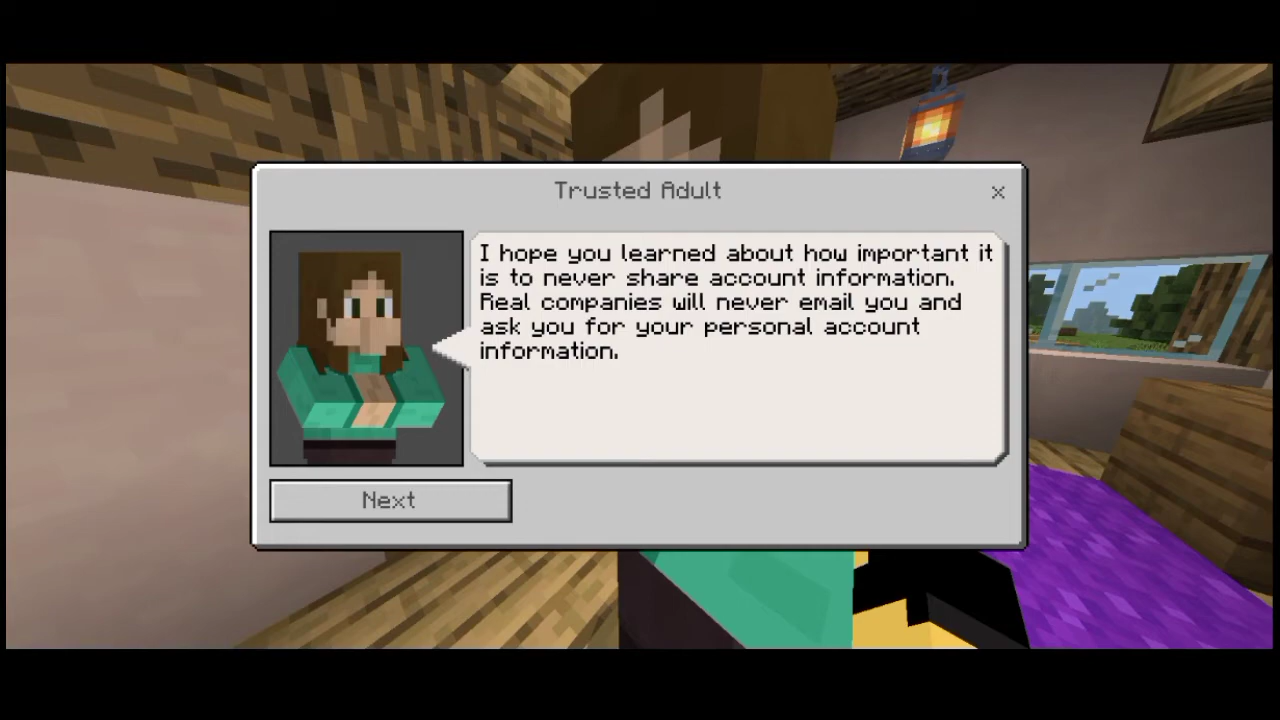 Trusted Adult
I hope you learned about how important it
is to never share account information.
Real companies will never email you and
ask you for your personal account
information.
Next